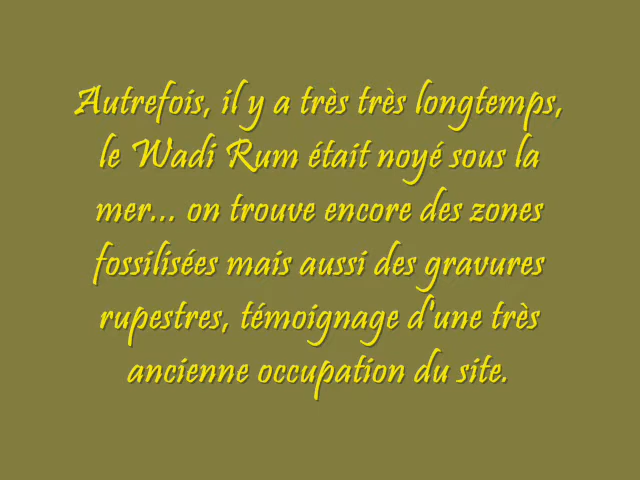 Autrefois, il y a très très longtemps,
le Wadi Rum était noyé sous la
mer... on trouve encore des zones
fossilisées mais aussi des gravures
rupestres, témoignage d'une très
ancienne occupation du site.